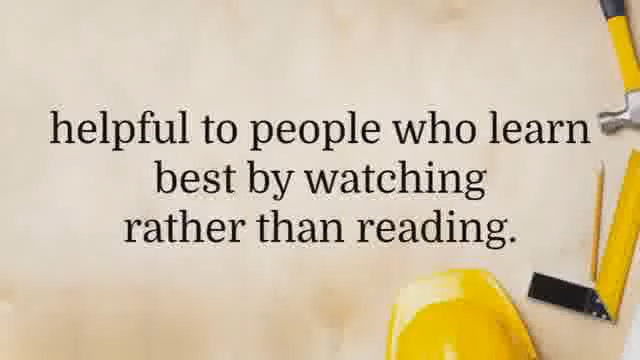 helpful to people who learn
best by watching
rather than reading.